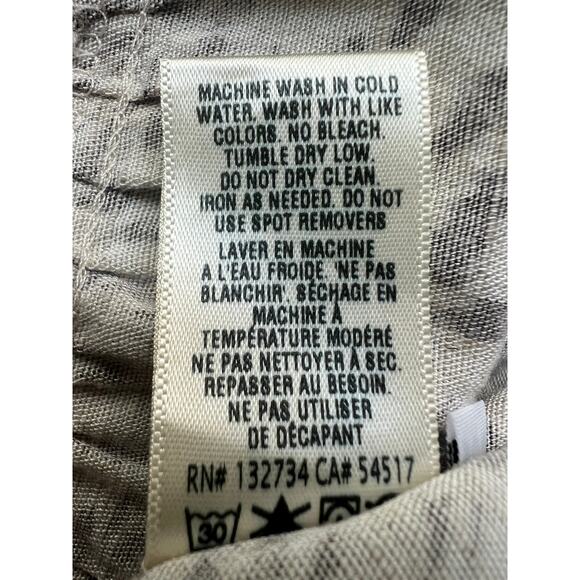 MACHINE WASH IN COLD
WATER, WASH WITH LIKE
COLORS. NO BLEACH.
TUMBLE DRY LOW.
DO NOT DRY CLEAN.
IRON AS NEEDED. DO NOT
USE SPOT REMOVERS
LAVER EN MACHINE
A L'EAU FROIDE. 'NE PAS
BLANCHIR'. SÉCHAGE EN
MACHINE À
TEMPÉRATURE MODÉRÉ
NE PAS NETTOYER À SEC.
REPASSER AU BESOIN.
NE PAS UTILISER
DE DÉCAPANT
RN# 132734 CA# 54517
30